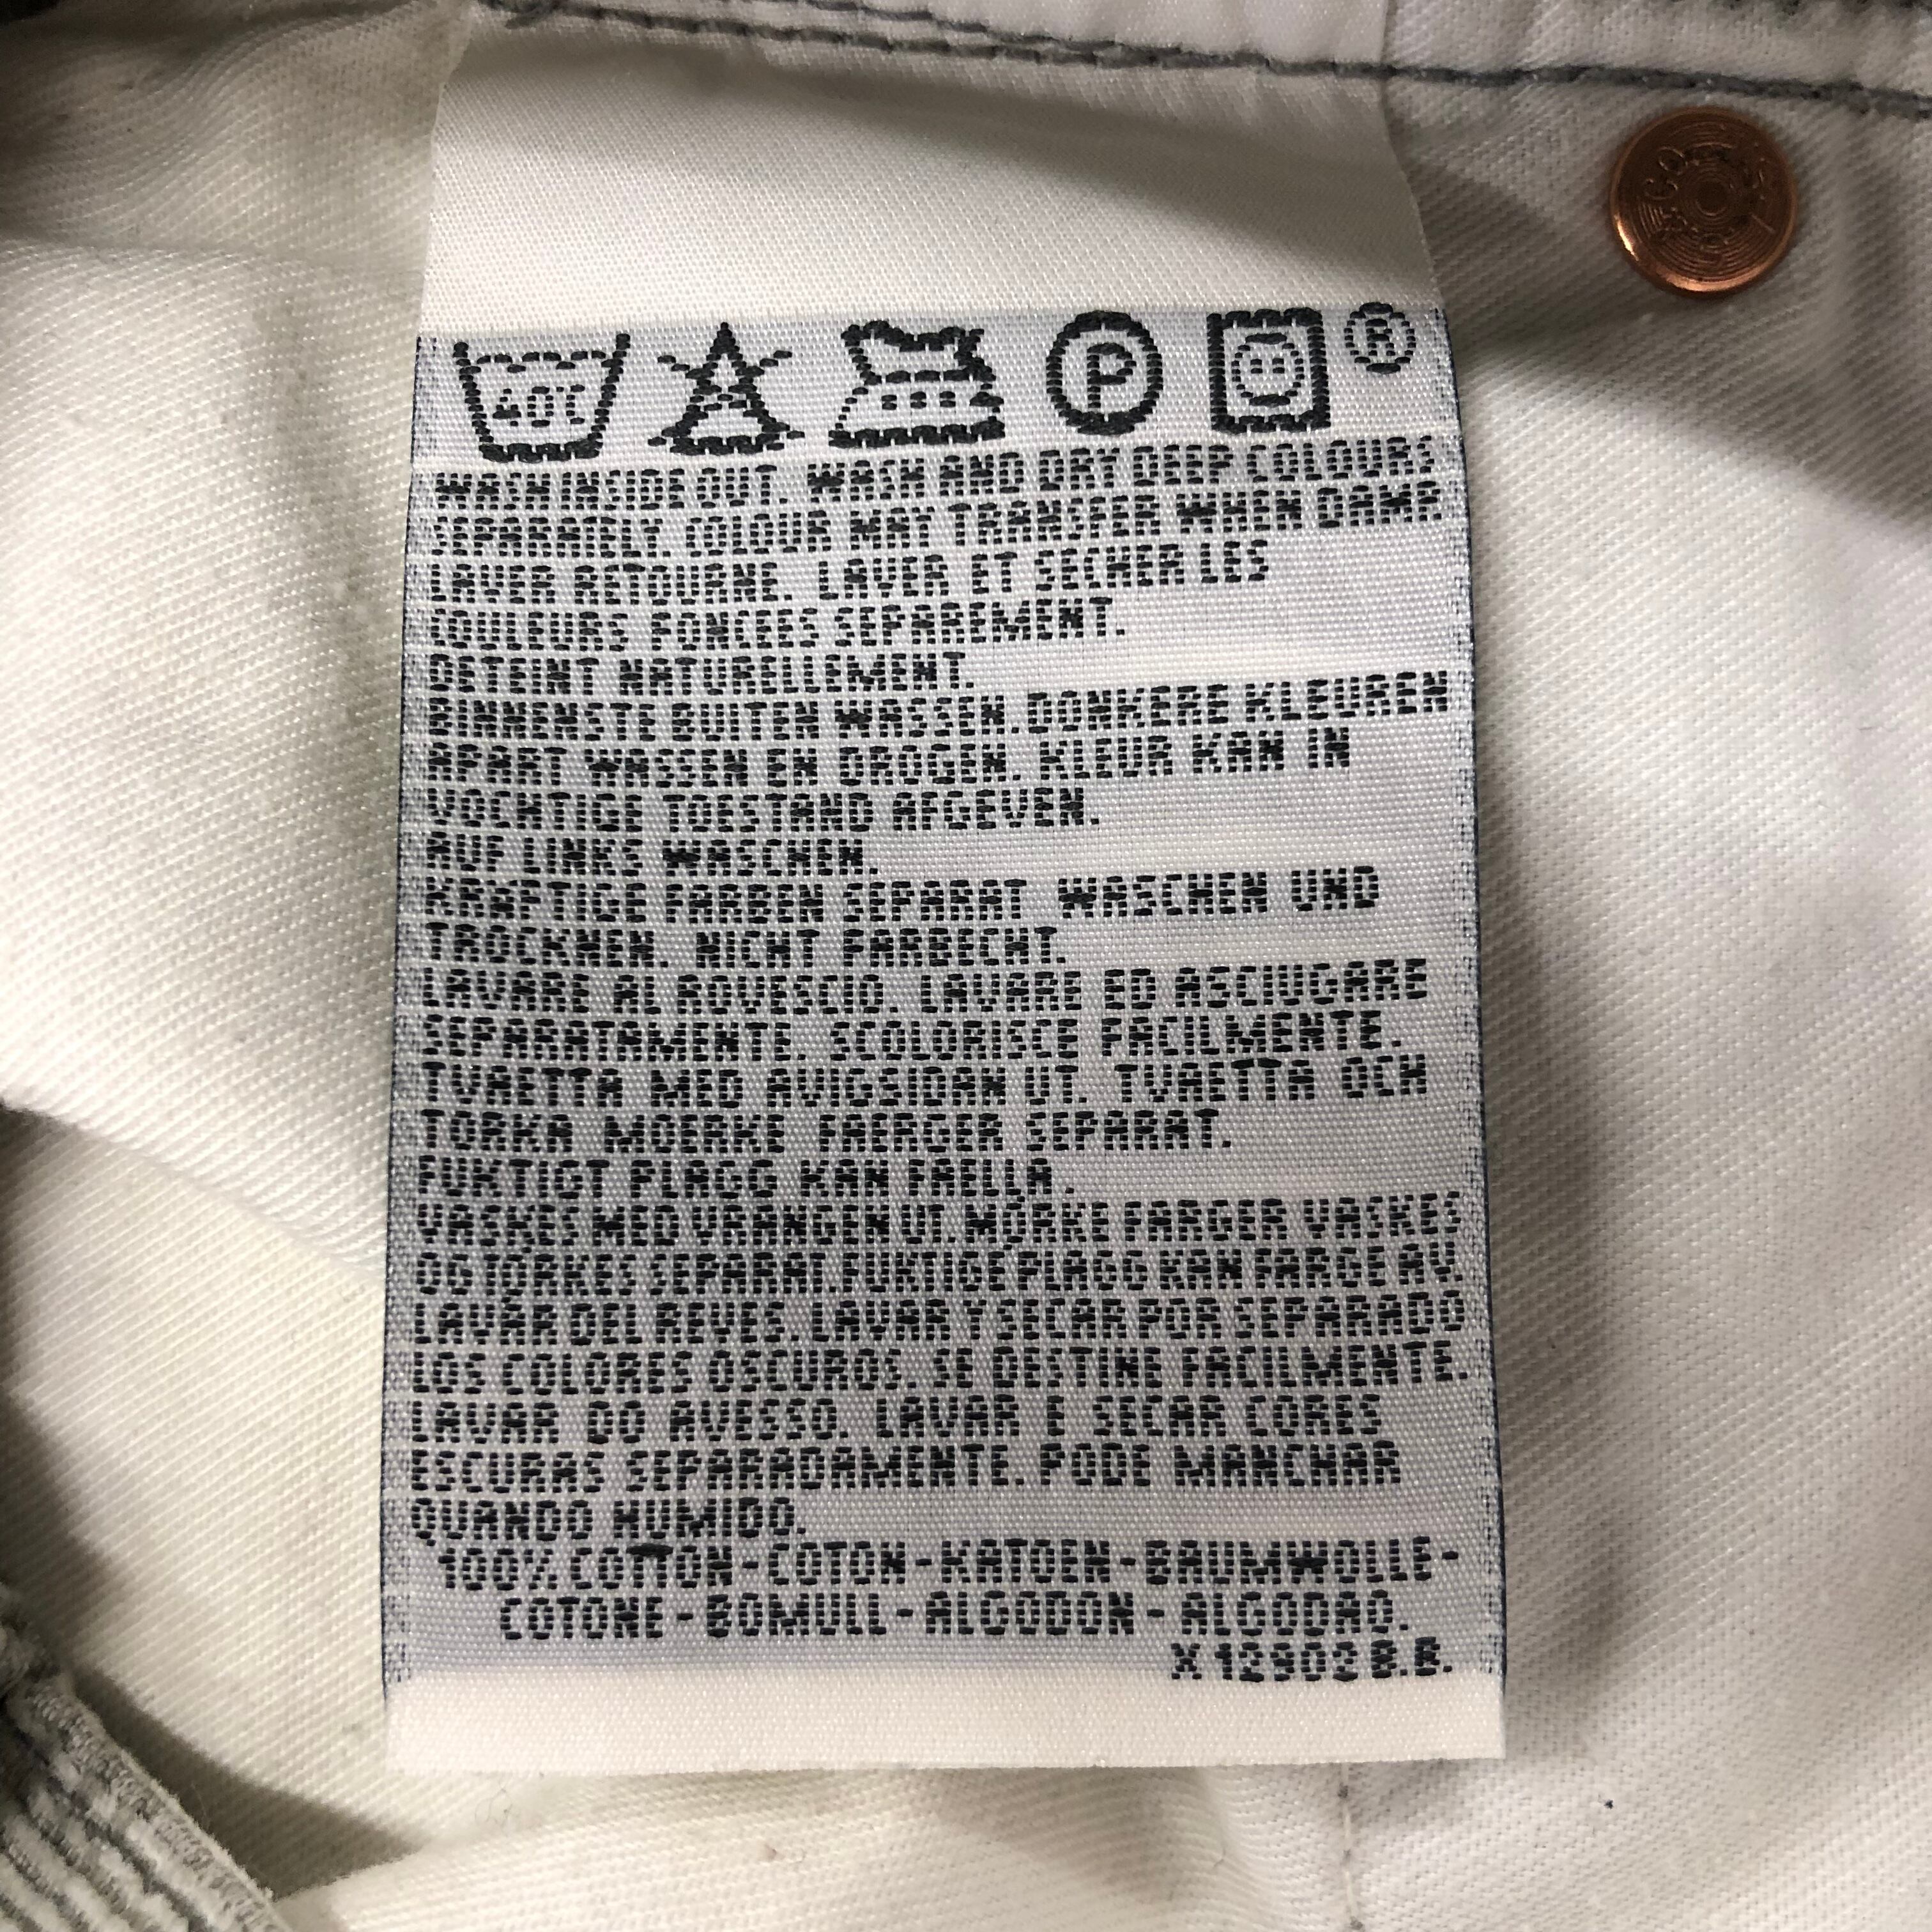 40°C P ®
WASH INSIDE OUT. WASH AND DRY DEEP COLOURS
SEPARATELY. COLOUR MAY TRANSFER WHEN DAMP
LAVER RETOURNE. LAVER ET SECHER LES
COULEURS FONCEES SEPAREMENT.
DETEINT NATURELLEMENT.
BINNENSTE BUITEN WASSEN. DONKERE KLEUREN
APART WASSEN EN DROGEN. KLEUR KAN IN
VOCHTIGE TOESTAND AFGEVEN.
AUF LINKS WASCHEN.
KRAFTIGE FARBEN SEPARAT WASCHEN UND
TROCKNEN. NICHT FARBECHT.
LAVARE AL ROVESCIO. LAVARE ED ASCIUGARE
SEPARATAMENTE. SCOLORISCE FACILMENTE.
TVAETTA MED AVIGSIDAN UT. TVAETTA OCH
TORKA MOERKE FAERGER SEPARAT.
FUKTIGT PLAGG KAN FAELLA.
VASKES MED VRANGEN UT. MÖRKE FARGER VASKES
OG TÖRKES SEPARAT. FUKTIGE PLAGG KAN FARGE AV.
LAVAR DEL REVES. LAVAR Y SECAR POR SEPARADO
LOS COLORES OSCUROS. SE DESTINE FACILMENTE.
LAVAR DO AVESSO. LAVAR E SECAR CORES
ESCURAS SEPARADAMENTE. PODE MANCHAR
QUANDO HUMIDO.
100% COTTON-COTON-KATOEN-BAUMWOLLE-
COTONE-BOMULL-ALGODON-ALGODAO.
X12902 B.B.